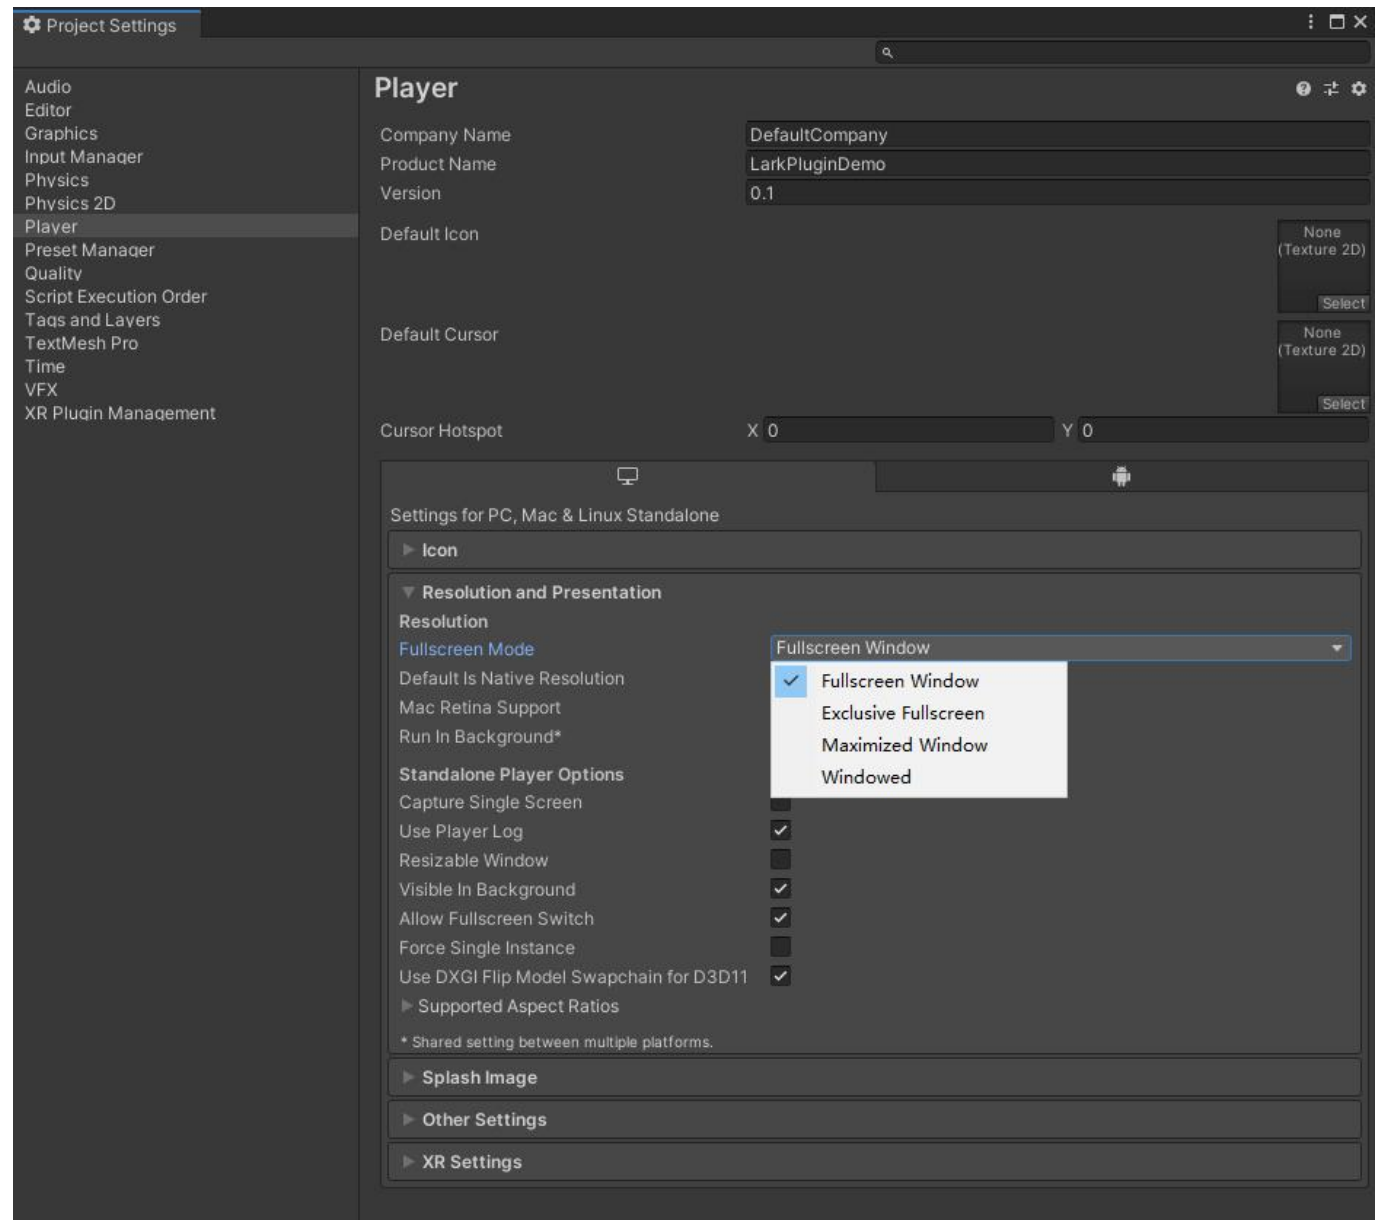 Project Settings
Audio
Editor
Graphics
Input Manager
Physics
Physics 2D
Player
Preset Manager
Quality
Script Execution Order
Tags and Layers
TextMesh Pro
Time
VFX
XR Plugin Management
Player
Company Name DefaultCompany
Product Name LarkPluginDemo
Version 0.1
Default Icon
None
(Texture 2D)
Select
Default Cursor
None
(Texture 2D)
Select
Cursor Hotspot X 0 Y 0
Settings for PC, Mac & Linux Standalone
Icon
Resolution and Presentation
Resolution
Fullscreen Mode Fullscreen Window
Default Is Native Resolution
Mac Retina Support
Run In Background*
Fullscreen Window
Exclusive Fullscreen
Maximized Window
Windowed
Standalone Player Options
Capture Single Screen
Use Player Log
Resizable Window
Visible In Background
Allow Fullscreen Switch
Force Single Instance
Use DXGI Flip Model Swapchain for D3D11
Supported Aspect Ratios
* Shared setting between multiple platforms.
Splash Image
Other Settings
XR Settings